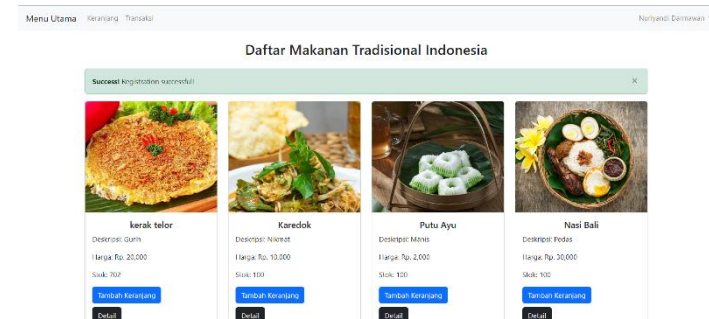 Menu Utama Keranjang Transaksi Nuriyandi Darmawan
Daftar Makanan Tradisional Indonesia
Success! Registration successful! ×
kerak telor
Deskripsi: Gurih
Harga: Rp. 20,000
Stok: 702
Tambah Keranjang
Detail
Karedok
Deskripsi: Nikmat
Harga: Rp. 10,000
Stok: 100
Tambah Keranjang
Detail
Putu Ayu
Deskripsi: Manis
Harga: Rp. 2,000
Stok: 100
Tambah Keranjang
Detail
Nasi Bali
Deskripsi: Pedas
Harga: Rp. 30,000
Stok: 100
Tambah Keranjang
Detail